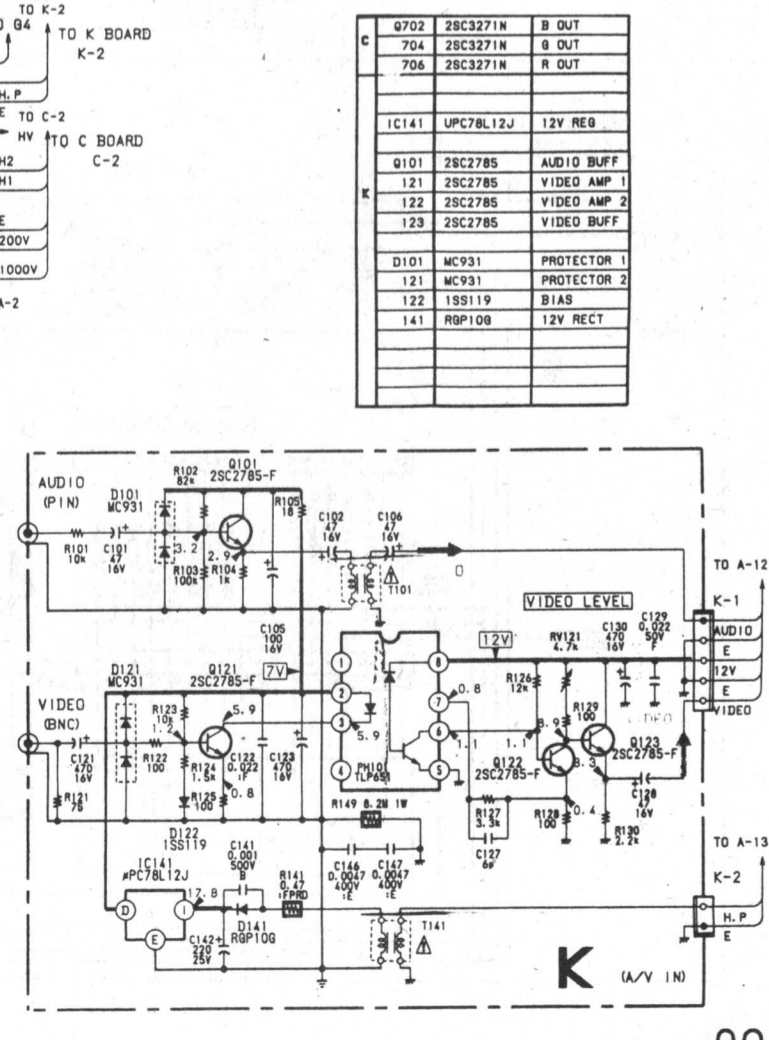 TO K-2
G4
TO K BOARD
K-2
H.P
E
TO C-2
HV
TO C BOARD
C-2
H2
H1
E
200V
1000V
A-2
C
Q702 2SC3271N B OUT
704 2SC3271N G OUT
706 2SC3271N R OUT
K
IC141 UPC78L12J 12V REG
Q101 2SC2785 AUDIO BUFF
121 2SC2785 VIDEO AMP 1
122 2SC2785 VIDEO AMP 2
123 2SC2785 VIDEO BUFF
D101 MC931 PROTECTOR 1
121 MC931 PROTECTOR 2
122 1SS119 BIAS
141 RGP10G 12V RECT
AUDIO
(PIN)
R101
10k
C101
47
16V
D101
MC931
R102
82k
Q101
2SC2785-F
3.2
2.9
R103
100k
R104
1k
R105
18
C105
100
16V
C102
47
16V
C106
47
16V
T101
7V
VIDEO LEVEL
TO A-12
K-1
AUDIO
E
12V
E
VIDEO
12V
RV121
4.7k
C130
470
16V
C129
0.022
50V
F
VIDEO
(BNC)
R121
75
C121
470
16V
D121
MC931
R122
100
R123
10k
Q121
2SC2785-F
5.9
0.8
R124
1.5k
R125
100
D122
1SS119
C122
0.022
:F
C123
470
16V
1
2
3
4
5
6
7
8
5.9
PH101
TLP651
0.8
1.1
1.1
R126
12k
8.9
R129
100
Q122
2SC2785-F
Q123
2SC2785-F
8.3
0.4
R127
3.3k
C127
6p
R128
100
R130
2.2k
C128
47
16V
VIDEO
R149 8.2M 1W
C146
0.0047
400V
:E
C147
0.0047
400V
:E
IC141
μPC78L12J
O
I
E
17.8
C141
0.001
500V
B
D141
RGP10G
C142
220
25V
R141
0.47
:FPRD
T141
TO A-13
K-2
H.P
E
K
(A/V IN)